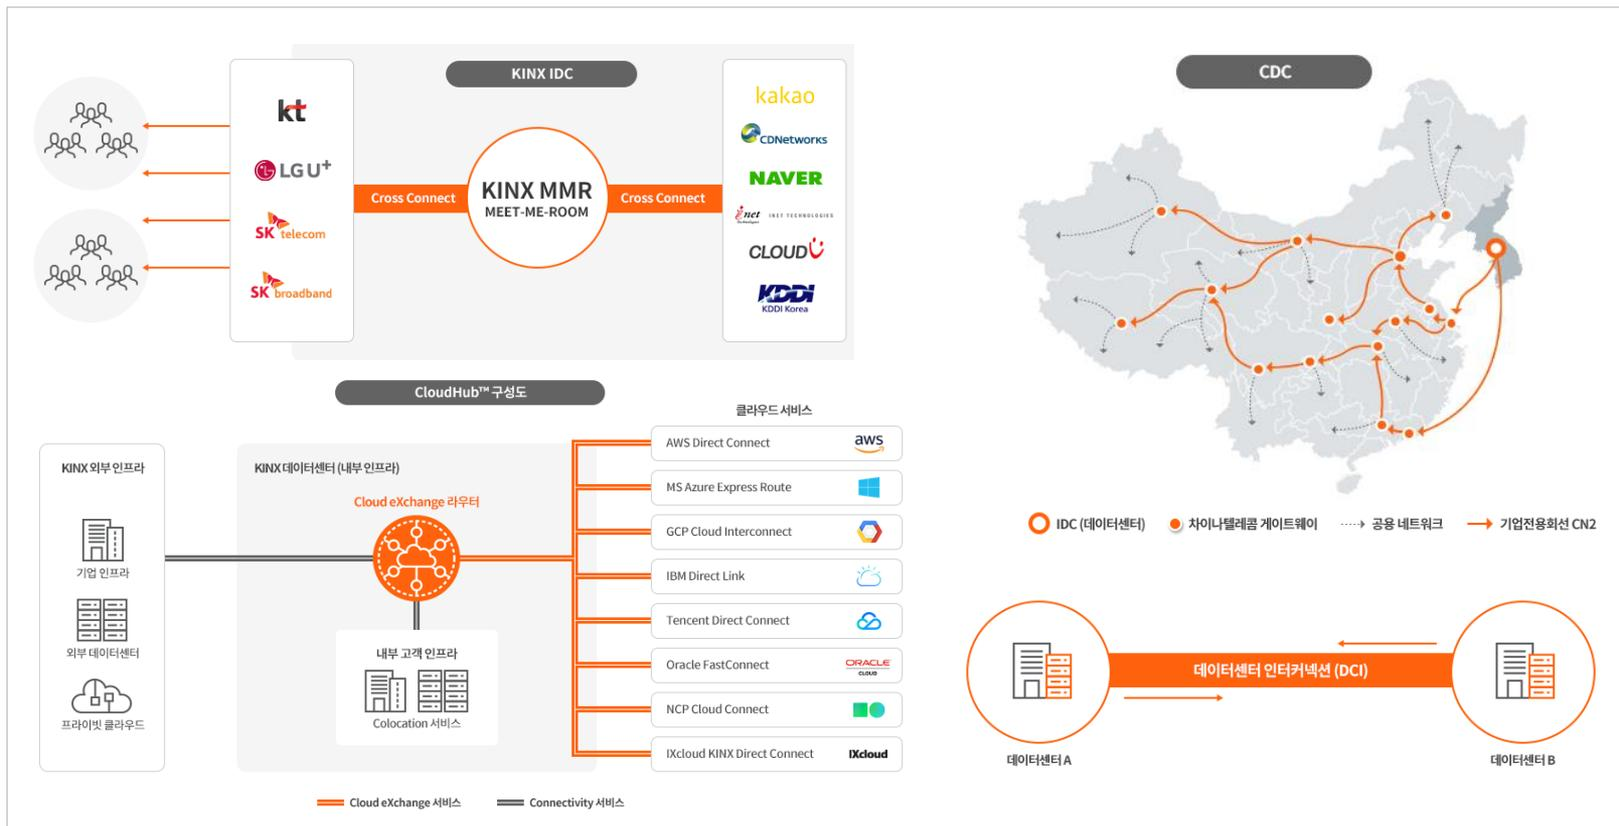 KINX IDC
kt
LG U+
SK telecom
SK broadband
Cross Connect
KINX MMR
MEET-ME-ROOM
Cross Connect
kakao
CDNetworks
NAVER
inet INET TECHNOLOGIES
CLOUD
KDDI
KDDI Korea
CloudHub™ 구성도
KINX 외부 인프라
기업 인프라
외부 데이터센터
프라이빗 클라우드
KINX 데이터센터 (내부 인프라)
Cloud eXchange 라우터
내부 고객 인프라
Colocation 서비스
클라우드 서비스
AWS Direct Connect aws
MS Azure Express Route
GCP Cloud Interconnect
IBM Direct Link
Tencent Direct Connect
Oracle FastConnect ORACLE
CLOUD
NCP Cloud Connect
IXcloud KINX Direct Connect IXcloud
Cloud eXchange 서비스 Connectivity 서비스
CDC
IDC (데이터센터) 차이나텔레콤 게이트웨이 공용 네트워크 기업전용회선 CN2
데이터센터 인터커넥션 (DCI)
데이터센터 A
데이터센터 B